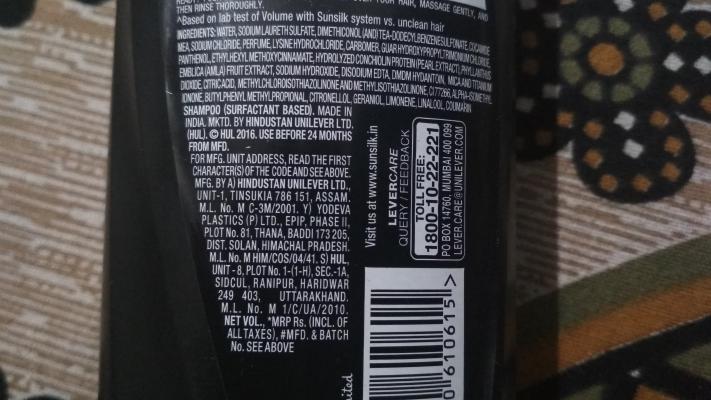 THEN RINSE THOROUGHLY. YOUR HAIR, MASSAGE GENTLY, AND
^Based on lab test of Volume with Sunsilk system vs. unclean hair
INGREDIENTS: WATER, SODIUM LAURETH SULFATE, DIMETHICONOL (AND) TEA-DODECYLBENZENESULFONATE, COCAMIDE
MEA, SODIUM CHLORIDE, PERFUME, LYSINE HYDROCHLORIDE, CARBOMER, GUAR HYDROXYPROPYLTRIMONIUM CHLORIDE,
PANTHENOL, ETHYLHEXYL METHOXYCINNAMATE, HYDROLYZED CONCHIOLIN PROTEIN (PEARL EXTRACT), PHYLLANTHUS
EMBLICA (AMLA) FRUIT EXTRACT, SODIUM HYDROXIDE, DISODIUM EDTA, DMDM HYDANTOIN, MICA AND TITANIUM
DIOXIDE, CITRIC ACID, METHYLCHLOROISOTHIAZOLINONE AND METHYLISOTHIAZOLINONE, CI 77266, ALPHA-ISOMETHYL
IONONE, BUTYLPHENYL METHYLPROPIONAL, CITRONELLOL, GERANIOL, LIMONENE, LINALOOL, COUMARIN
SHAMPOO (SURFACTANT BASED). MADE IN
INDIA. MKTD. BY HINDUSTAN UNILEVER LTD.
(HUL). © HUL 2016. USE BEFORE 24 MONTHS
FROM MFD.
FOR MFG. UNIT ADDRESS, READ THE FIRST
CHARACTER(S) OF THE CODE AND SEE ABOVE.
MFG. BY A) HINDUSTAN UNILEVER LTD.,
UNIT-1, TINSUKIA 786 151, ASSAM.
M.L. No. M C-3M/2001. Y) YODEVA
PLASTICS (P) LTD., EPIP, PHASE II,
PLOT No. 81, THANA, BADDI 173 205,
DIST. SOLAN, HIMACHAL PRADESH.
M.L. No. M HIM/COS/04/41. S) HUL,
UNIT - 8, PLOT No. 1-(1-H), SEC.-1A,
SIDCUL, RANIPUR, HARIDWAR
249 403, UTTARAKHAND.
M.L. No. M 1/C/UA/2010.
NET VOL., *MRP Rs. (INCL. OF
ALL TAXES), #MFD. & BATCH
No. SEE ABOVE
Visit us at www.sunsilk.in
LEVERCARE
QUERY / FEEDBACK
TOLL FREE:
1800-10-22-221
PO BOX 14760, MUMBAI 400 099
LEVER.CARE@UNILEVER.COM
0610615 >